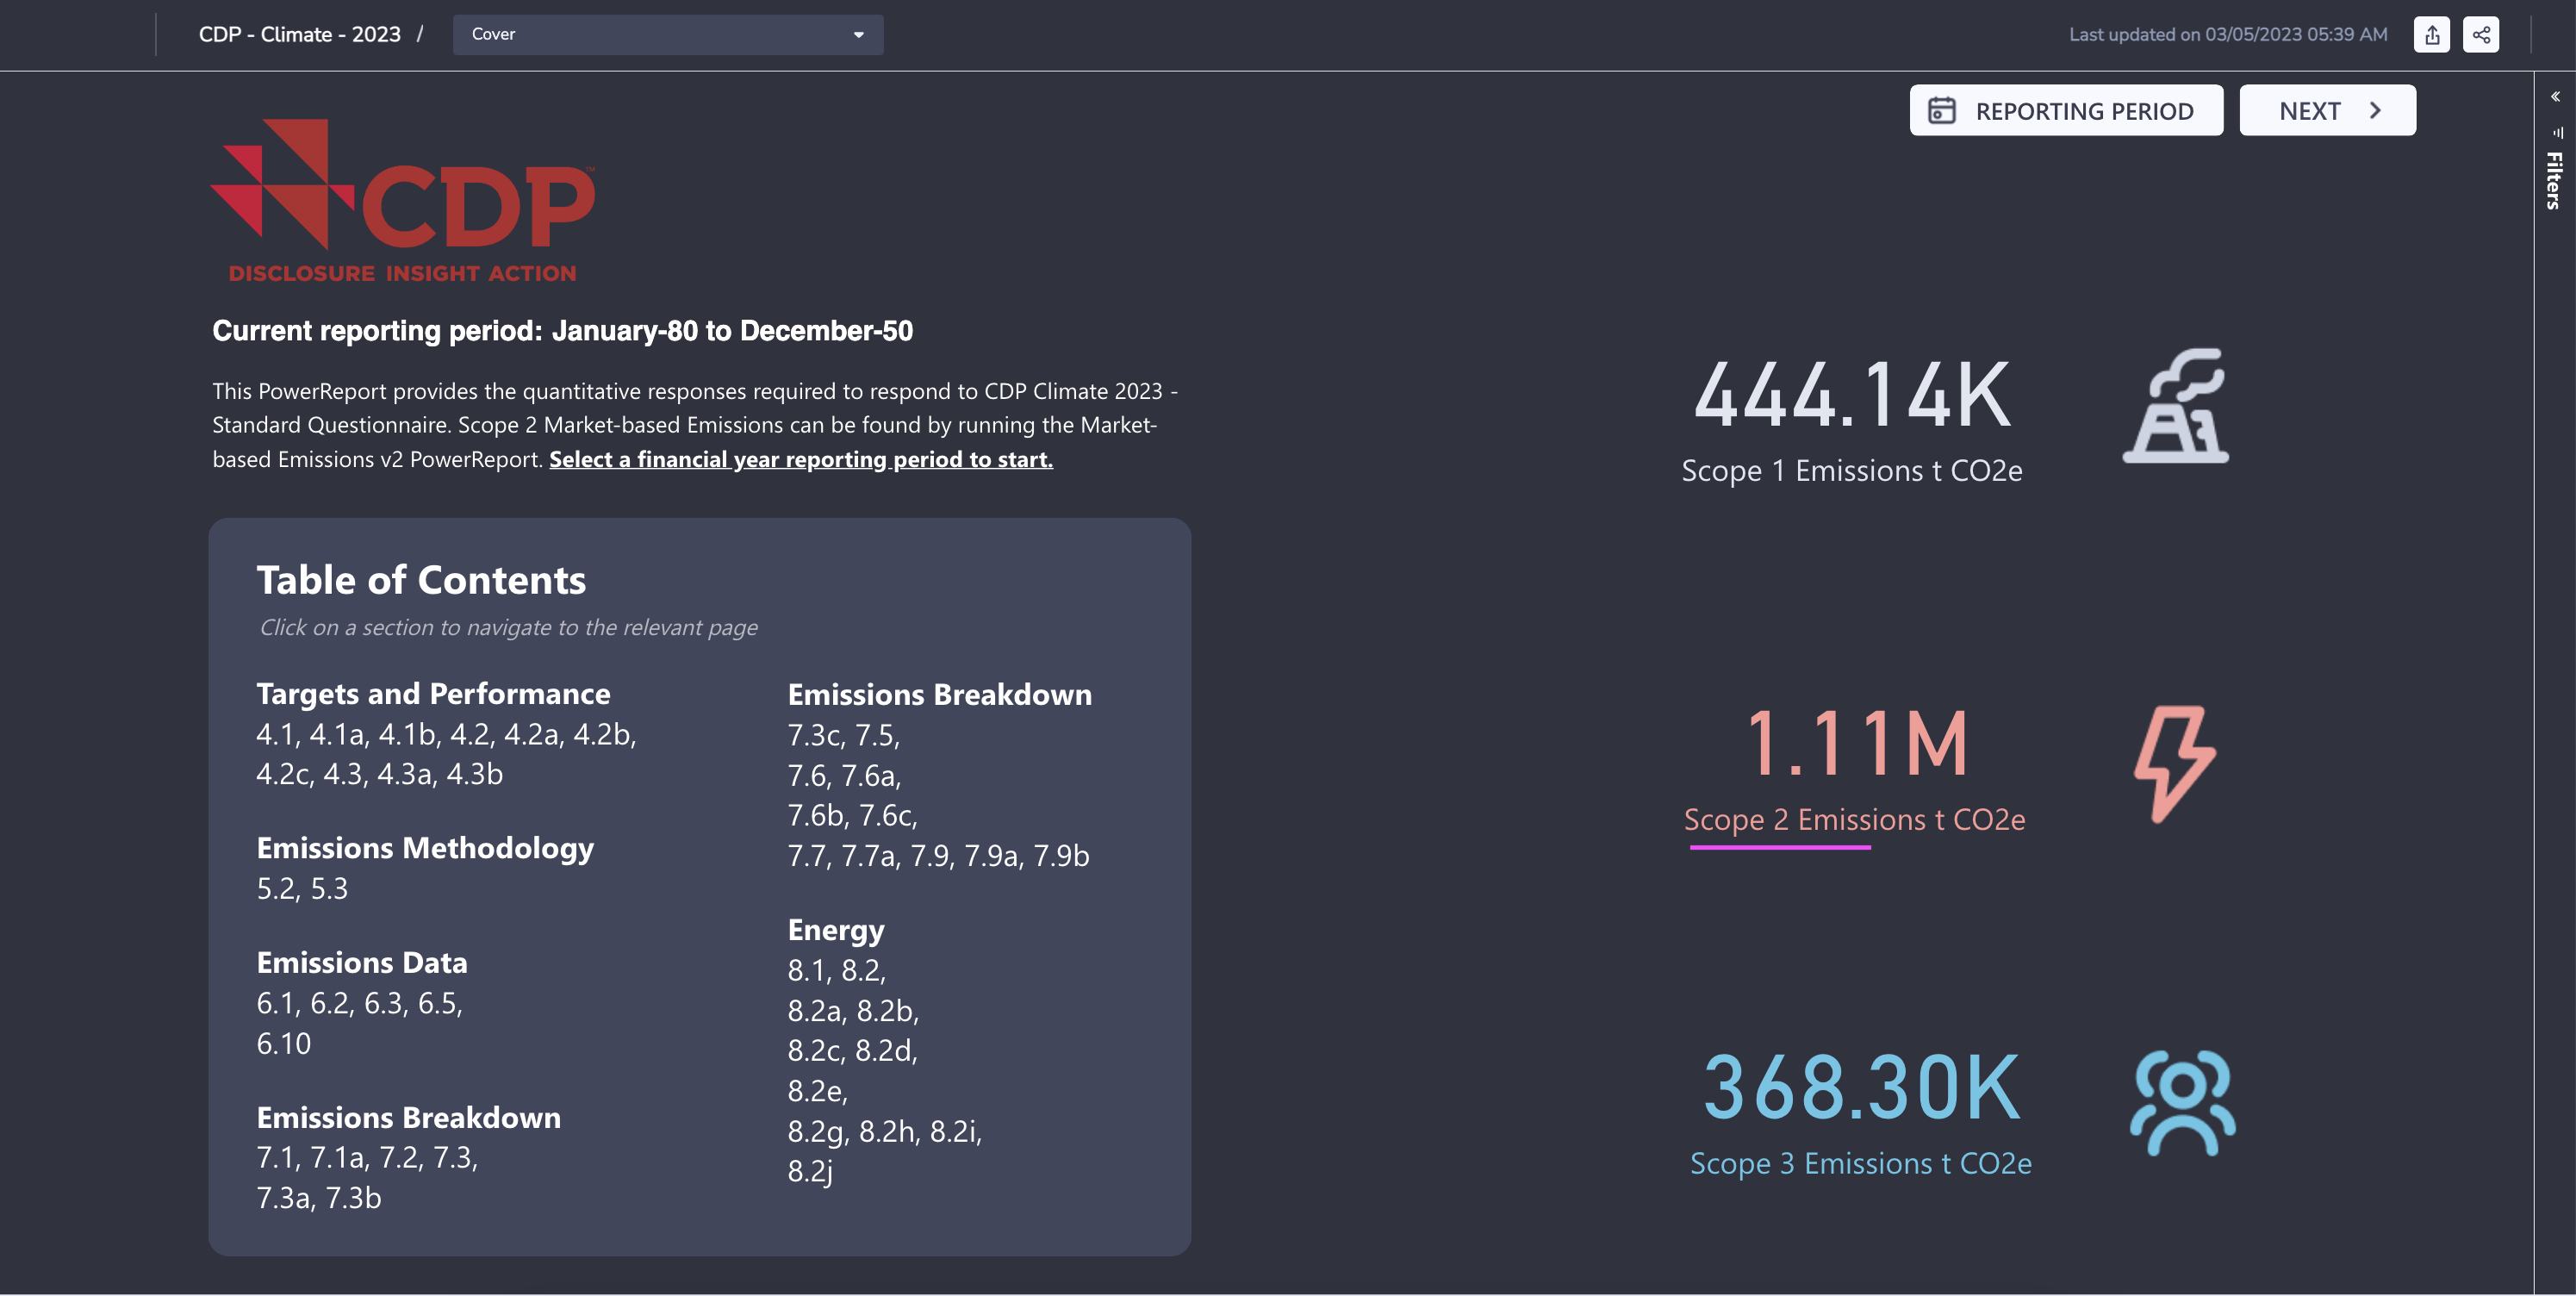 CDP - Climate - 2023 /
Cover
Last updated on 03/05/2023 05:39 AM
REPORTING PERIOD
NEXT
Filters
CDP™
DISCLOSURE INSIGHT ACTION
Current reporting period: January-80 to December-50
This PowerReport provides the quantitative responses required to respond to CDP Climate 2023 -
Standard Questionnaire. Scope 2 Market-based Emissions can be found by running the Market-
based Emissions v2 PowerReport. Select a financial year reporting period to start.
Table of Contents
Click on a section to navigate to the relevant page
Targets and Performance
4.1, 4.1a, 4.1b, 4.2, 4.2a, 4.2b,
4.2c, 4.3, 4.3a, 4.3b
Emissions Methodology
5.2, 5.3
Emissions Data
6.1, 6.2, 6.3, 6.5,
6.10
Emissions Breakdown
7.1, 7.1a, 7.2, 7.3,
7.3a, 7.3b
Emissions Breakdown
7.3c, 7.5,
7.6, 7.6a,
7.6b, 7.6c,
7.7, 7.7a, 7.9, 7.9a, 7.9b
Energy
8.1, 8.2,
8.2a, 8.2b,
8.2c, 8.2d,
8.2e,
8.2g, 8.2h, 8.2i,
8.2j
444.14K
Scope 1 Emissions t CO2e
1.11M
Scope 2 Emissions t CO2e
368.30K
Scope 3 Emissions t CO2e